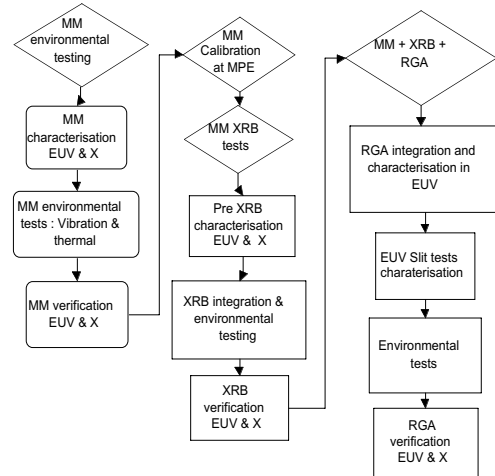 MM
environmental
testing
MM
characterisation
EUV & X
MM environmental
tests : Vibration &
thermal
MM verification
EUV & X
MM
Calibration
at MPE
MM XRB
tests
Pre XRB
characterisation
EUV & X
XRB integration &
environmental
testing
XRB
verification
EUV & X
MM + XRB +
RGA
RGA integration and
characterisation in
EUV
EUV Slit tests
charaterisation
Environmental
tests
RGA
verification
EUV & X